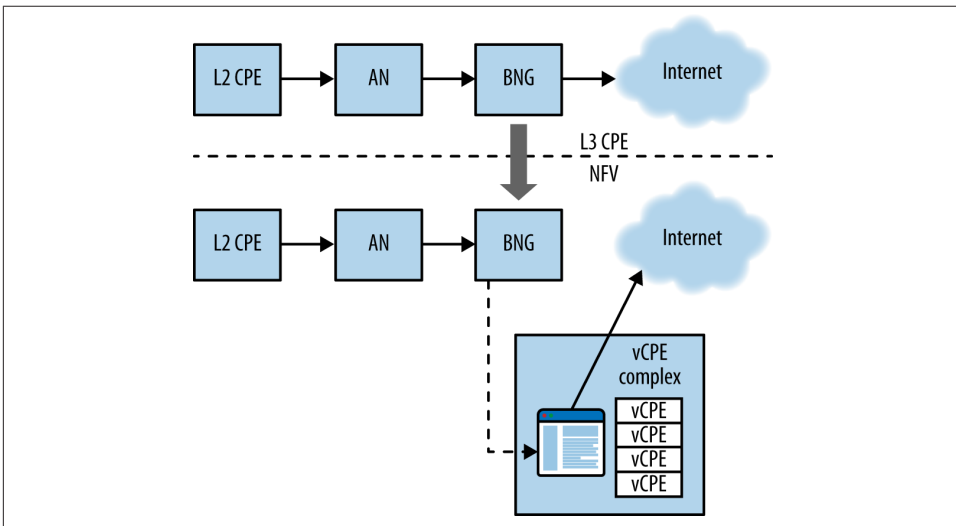 L2 CPE
AN
BNG
Internet
L3 CPE
NFV
L2 CPE
AN
BNG
Internet
vCPE
complex
vCPE
vCPE
vCPE
vCPE